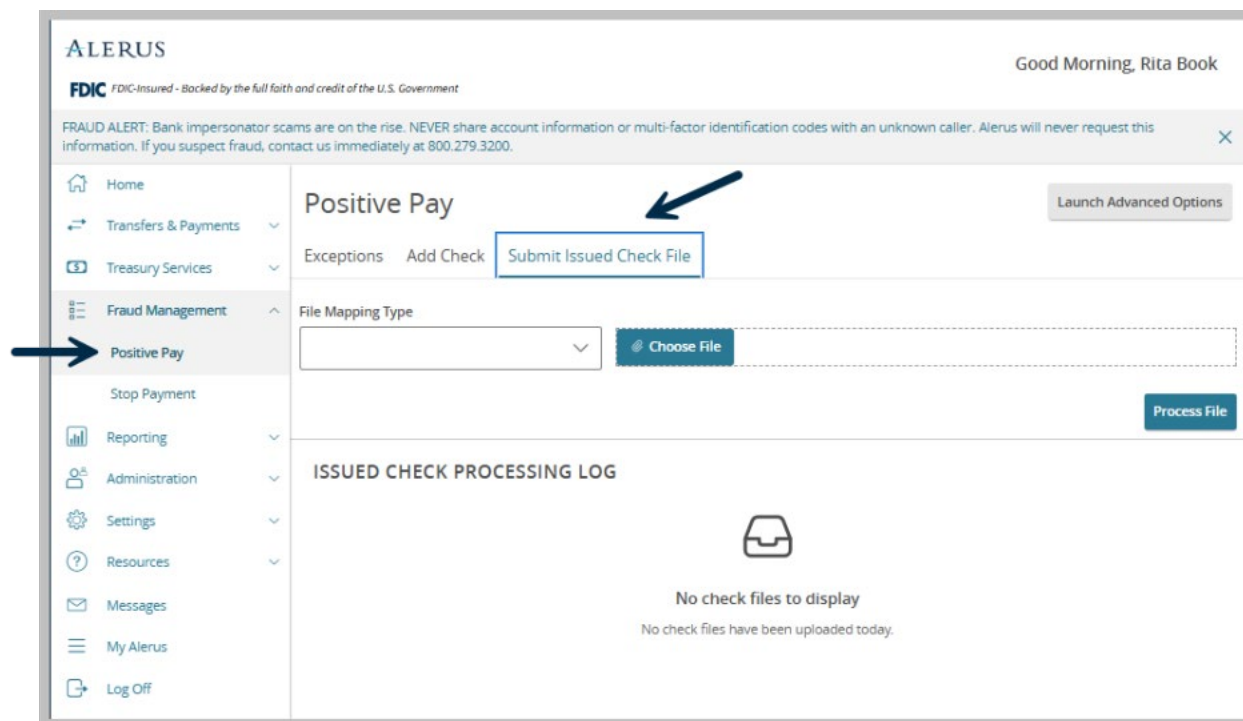 ALERUS
Good Morning, Rita Book
FDIC FDIC-Insured - Backed by the full faith and credit of the U.S. Government
FRAUD ALERT: Bank impersonator scams are on the rise. NEVER share account information or multi-factor identification codes with an unknown caller. Alerus will never request this
information. If you suspect fraud, contact us immediately at 800.279.3200.
Home
Transfers & Payments
Treasury Services
Fraud Management
Positive Pay
Stop Payment
Reporting
Administration
Settings
Resources
Messages
My Alerus
Log Off
Positive Pay
Launch Advanced Options
Exceptions Add Check Submit Issued Check File
File Mapping Type
Choose File
Process File
ISSUED CHECK PROCESSING LOG
No check files to display
No check files have been uploaded today.